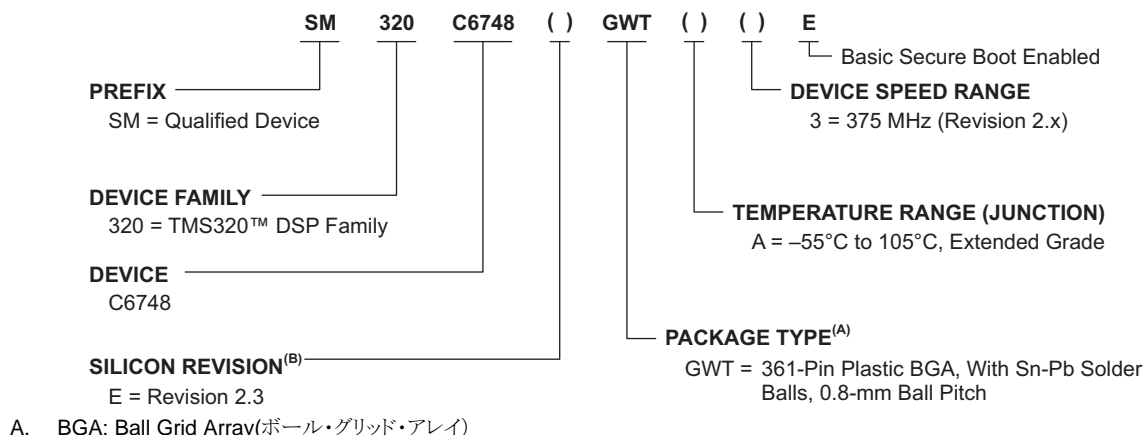 SM 320 C6748 ( ) GWT ( ) ( ) E
Basic Secure Boot Enabled
PREFIX
SM = Qualified Device
DEVICE SPEED RANGE
3 = 375 MHz (Revision 2.x)
DEVICE FAMILY
320 = TMS320™ DSP Family
TEMPERATURE RANGE (JUNCTION)
A = –55°C to 105°C, Extended Grade
DEVICE
C6748
PACKAGE TYPE(A)
GWT = 361-Pin Plastic BGA, With Sn-Pb Solder
Balls, 0.8-mm Ball Pitch
SILICON REVISION(B)
E = Revision 2.3
A. BGA: Ball Grid Array(ボール・グリッド・アレイ)